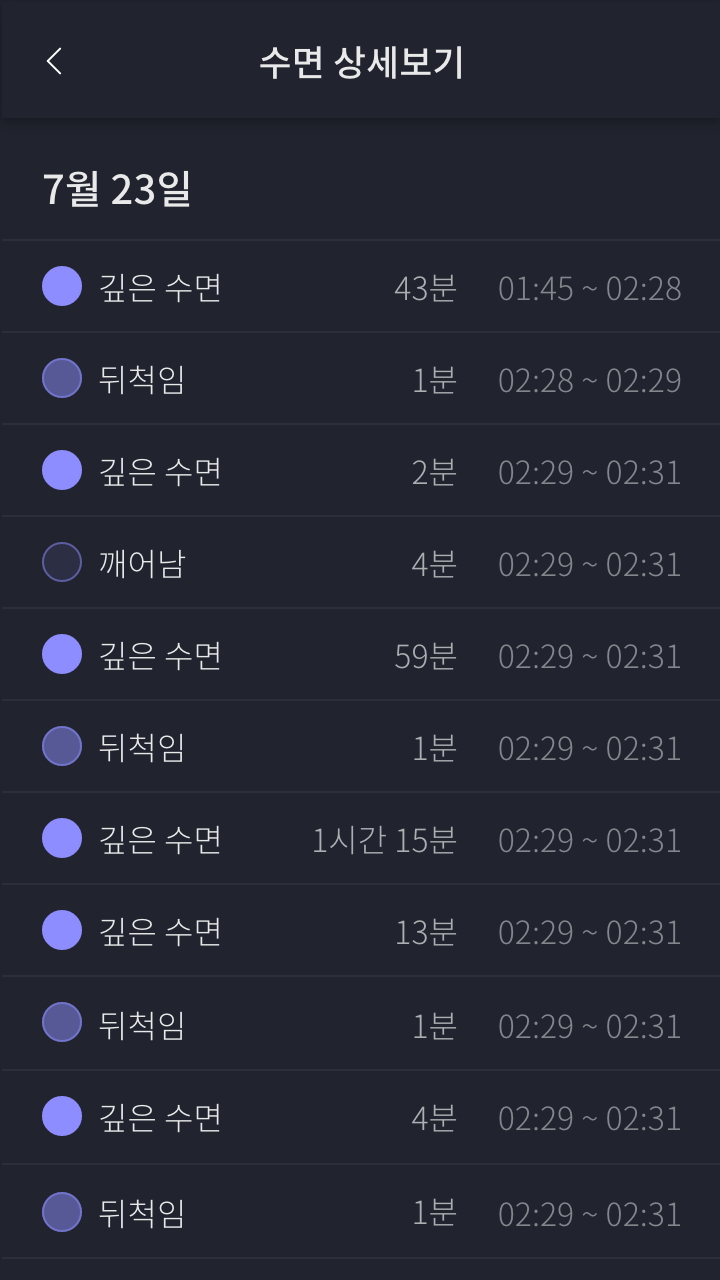 수면 상세보기
7월 23일
깊은 수면 43분 01:45 ~ 02:28
뒤척임 1분 02:28 ~ 02:29
깊은 수면 2분 02:29 ~ 02:31
깨어남 4분 02:29 ~ 02:31
깊은 수면 59분 02:29 ~ 02:31
뒤척임 1분 02:29 ~ 02:31
깊은 수면 1시간 15분 02:29 ~ 02:31
깊은 수면 13분 02:29 ~ 02:31
뒤척임 1분 02:29 ~ 02:31
깊은 수면 4분 02:29 ~ 02:31
뒤척임 1분 02:29 ~ 02:31